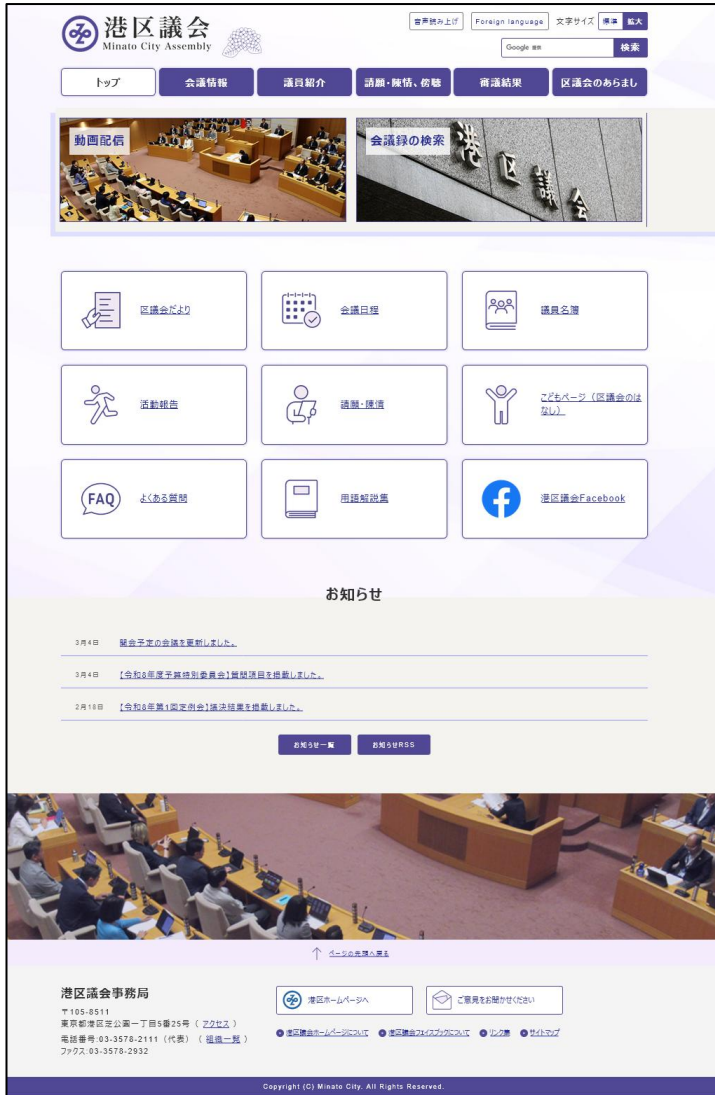 港区議会
Minato City Assembly
音声読み上げ
Foreign language
文字サイズ
標準
拡大
Google 検索
検索
トップ
会議情報
議員紹介
請願・陳情、傍聴
審議結果
区議会のあらまし
動画配信
会議録の検索
港区議会
区議会だより
会議日程
議員名簿
活動報告
請願・陳情
こどもページ（区議会のは
なし）
FAQ
よくある質問
用語解説集
港区議会Facebook
お知らせ
3月4日 開会予定の会議を更新しました。
3月4日 【令和8年度予算特別委員会】質問項目を掲載しました。
2月18日 【令和8年第1回定例会】議決結果を掲載しました。
お知らせ一覧
お知らせRSS
ページの先頭へ戻る
港区議会事務局
〒105-8511
東京都港区芝公園一丁目5番25号（ アクセス ）
電話番号:03-3578-2111（代表）（ 組織一覧 ）
ファクス:03-3578-2932
港区ホームページへ
ご意見をお聞かせください
港区議会ホームページについて
港区議会フェイスブックについて
リンク集
サイトマップ
Copyright (C) Minato City. All Rights Reserved.